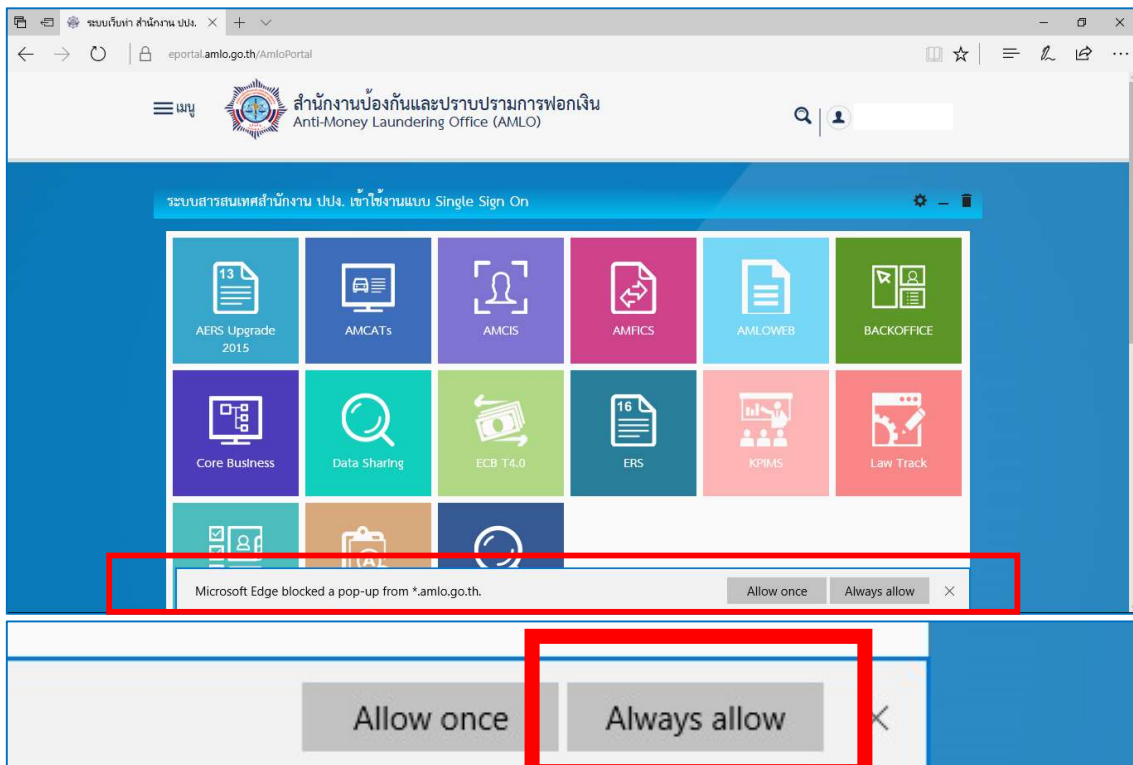 ระบบเว็บท่า สำนักงาน ปปง.
eportal.amlo.go.th/AmloPortal
เมนู
สำนักงานป้องกันและปราบปรามการฟอกเงิน
Anti-Money Laundering Office (AMLO)
ระบบสารสนเทศสำนักงาน ปปง. เข้าใช้งานแบบ Single Sign On
13
16
AERS Upgrade
2015
AMCATs
AMCIS
AMFICS
AMLOWEB
BACKOFFICE
Core Business
Data Sharing
ECB T4.0
ERS
KPIMS
Law Track
(A)
Microsoft Edge blocked a pop-up from *.amlo.go.th.
Allow once
Always allow
Allow once
Always allow